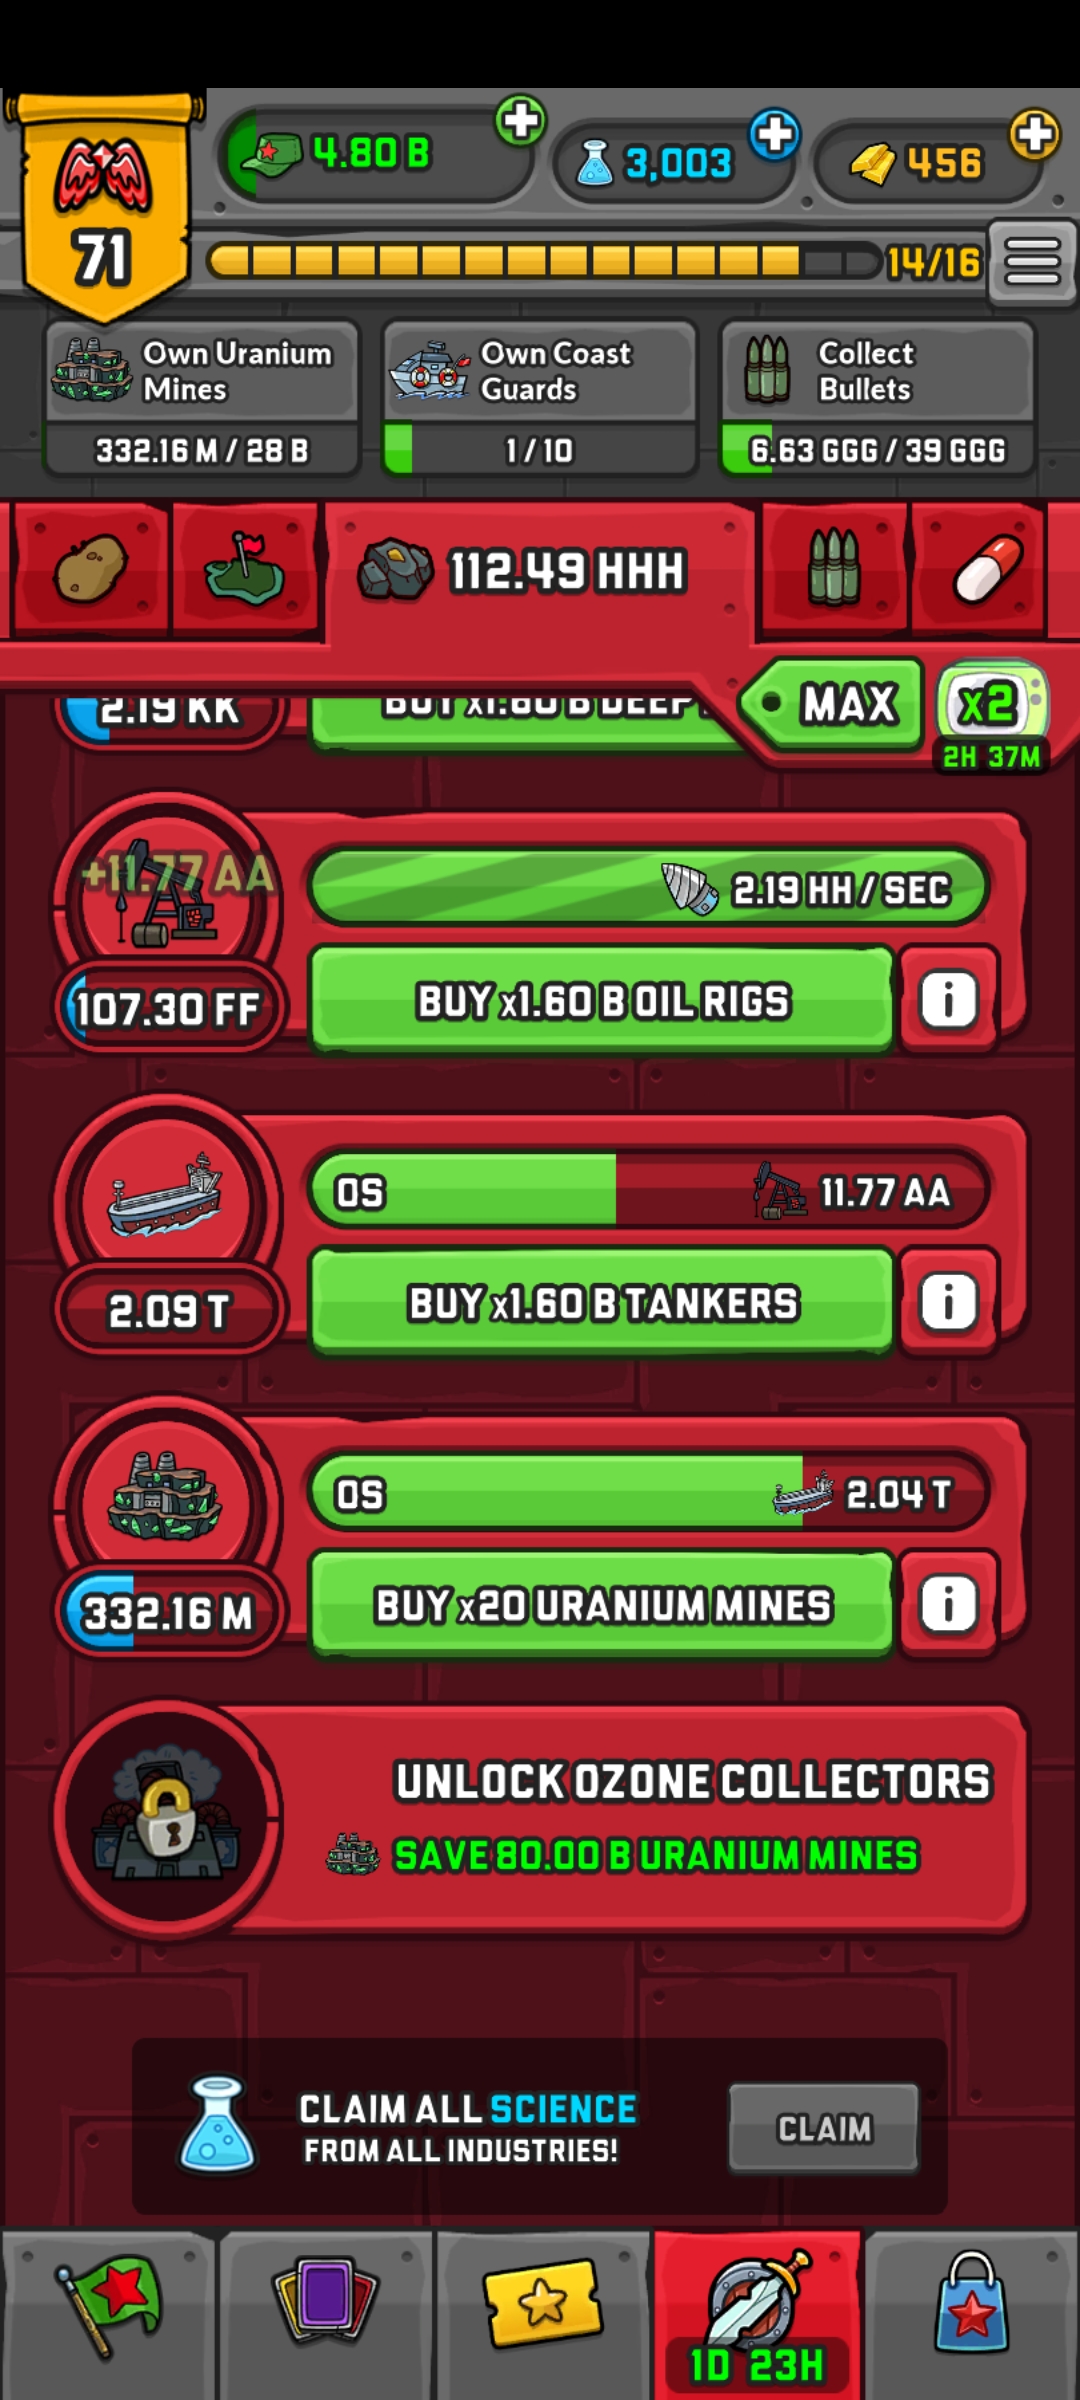 71
4.80 B
3,003
456
14/16
Own Uranium
Mines
332.16 M / 28 B
Own Coast
Guards
1 / 10
Collect
Bullets
6.63 GGG / 39 GGG
112.49 HHH
MAX
x2
2H 37M
2.19 KK
BUY x1.60 B DEEP
+11.77 AA
2.19 HH / SEC
107.30 FF
BUY x1.60 B OIL RIGS
i
0S
11.77 AA
2.09 T
BUY x1.60 B TANKERS
i
0S
2.04 T
332.16 M
BUY x20 URANIUM MINES
i
UNLOCK OZONE COLLECTORS
SAVE 80.00 B URANIUM MINES
CLAIM ALL SCIENCE
FROM ALL INDUSTRIES!
CLAIM
1D 23H